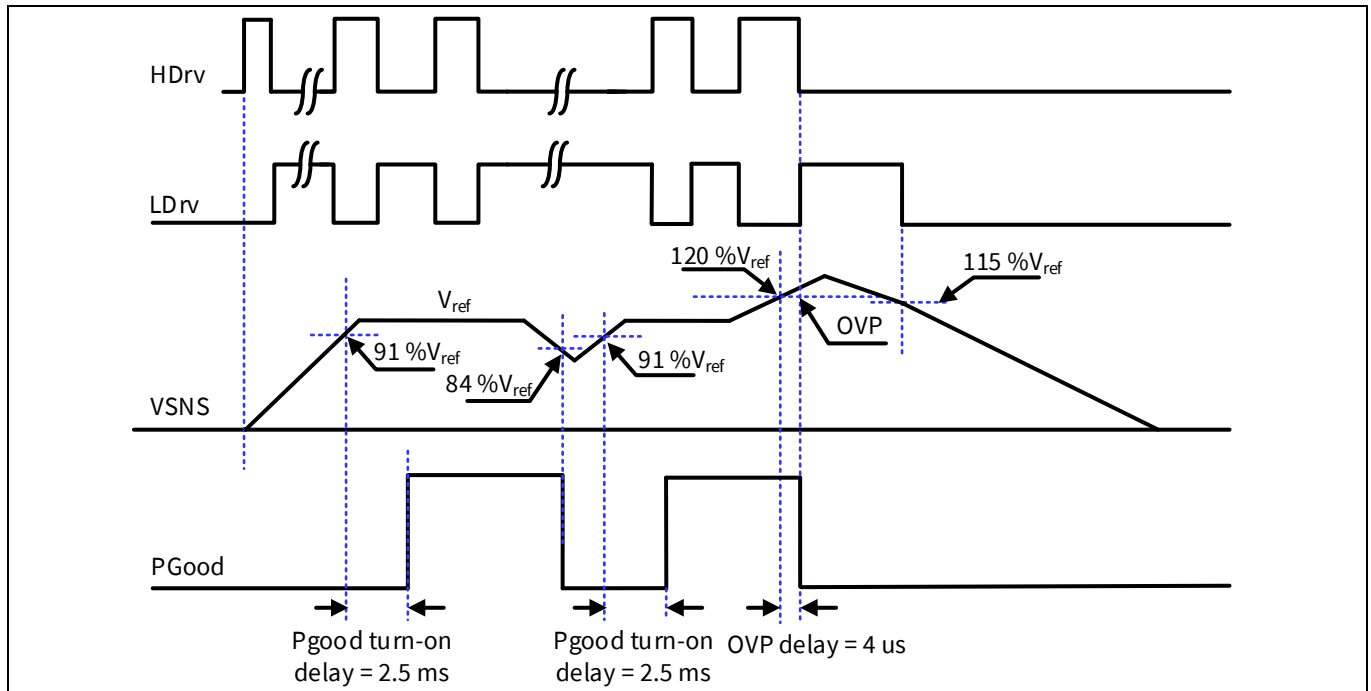 HDrv
LDrv
120 %Vref
115 %Vref
Vref
OVP
91 %Vref
84 %Vref
91 %Vref
VSNS
PGood
Pgood turn-on
delay = 2.5 ms
Pgood turn-on
delay = 2.5 ms
OVP delay = 4 us